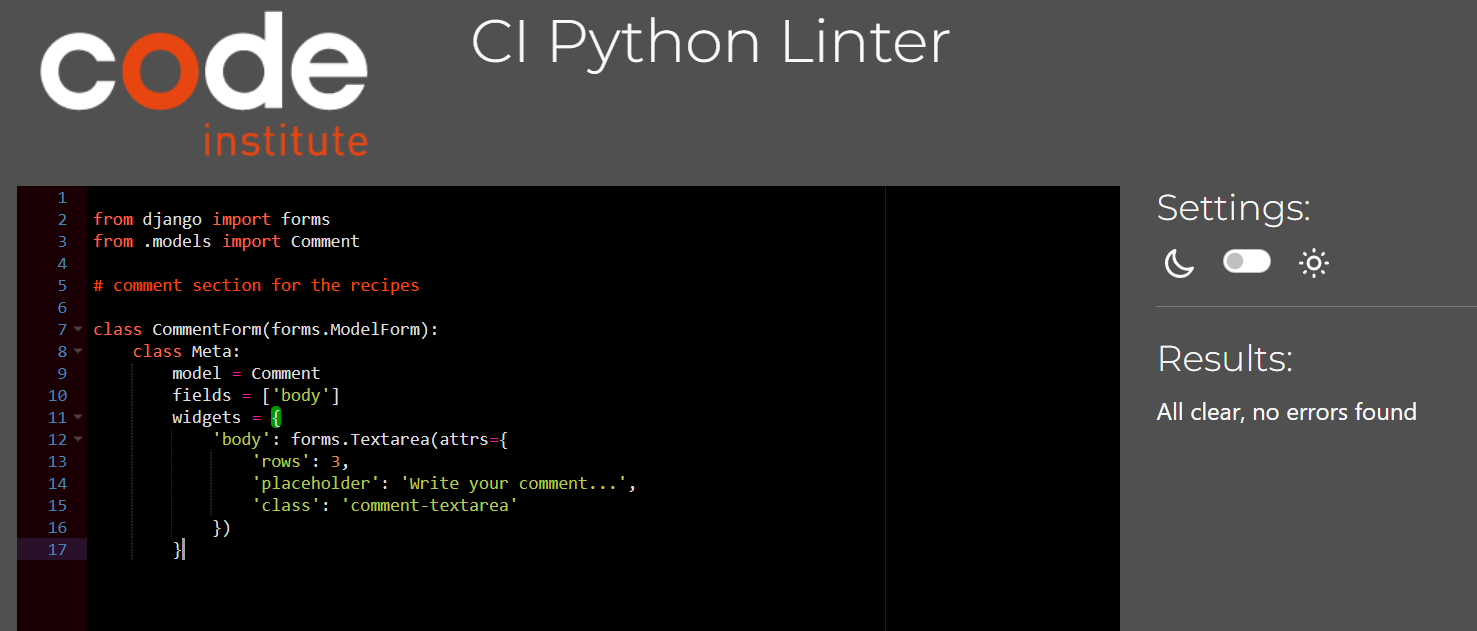 code
institute
CI Python Linter
1
2 from django import forms
3 from .models import Comment
4
5 # comment section for the recipes
6
7 class CommentForm(forms.ModelForm):
8     class Meta:
9         model = Comment
10         fields = ['body']
11         widgets = {
12             'body': forms.Textarea(attrs={
13                 'rows': 3,
14                 'placeholder': 'Write your comment...',
15                 'class': 'comment-textarea'
16             })
17         }
Settings:
Results:
All clear, no errors found